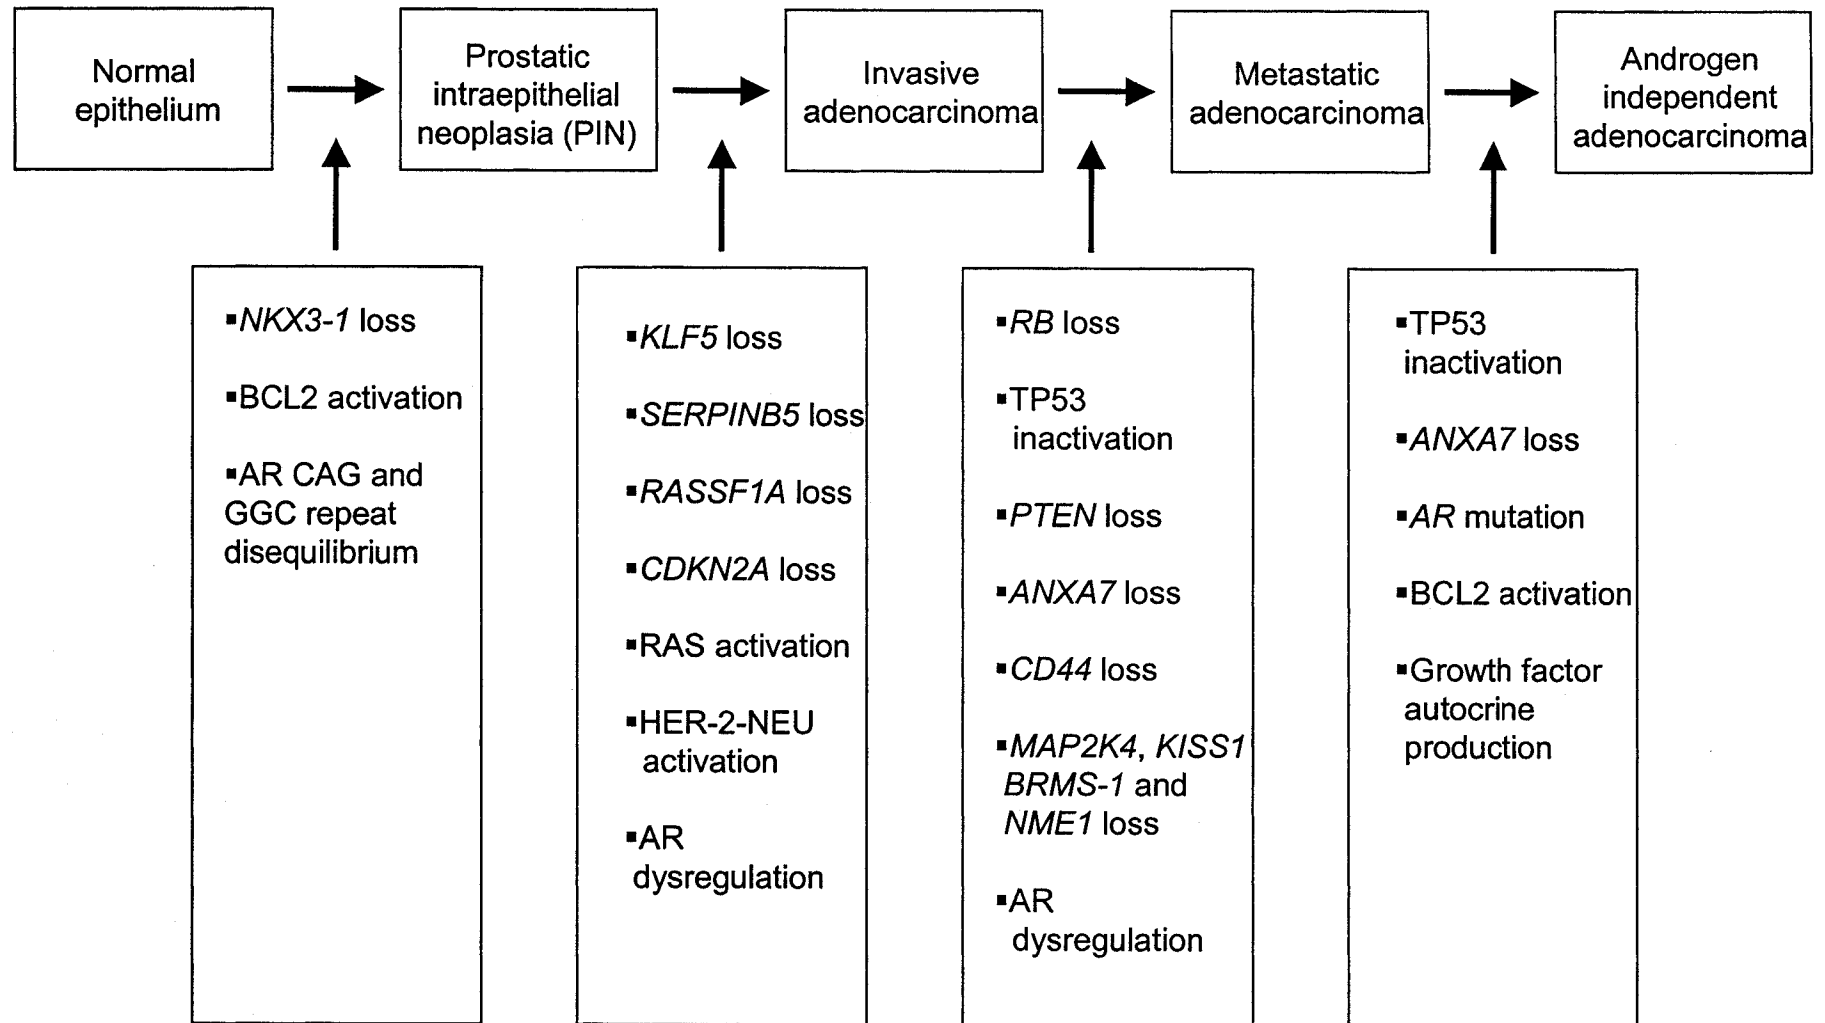 Normal
epithelium
Prostatic
intraepithelial
neoplasia (PIN)
Invasive
adenocarcinoma
Metastatic
adenocarcinoma
Androgen
independent
adenocarcinoma
▪NKX3-1 loss
▪BCL2 activation
▪AR CAG and
GGC repeat
disequilibrium
▪KLF5 loss
▪SERPINB5 loss
▪RASSF1A loss
▪CDKN2A loss
▪RAS activation
▪HER-2-NEU
activation
▪AR
dysregulation
▪RB loss
▪TP53
inactivation
▪PTEN loss
▪ANXA7 loss
▪CD44 loss
▪MAP2K4, KISS1
BRMS-1 and
NME1 loss
▪AR
dysregulation
▪TP53
inactivation
▪ANXA7 loss
▪AR mutation
▪BCL2 activation
▪Growth factor
autocrine
production